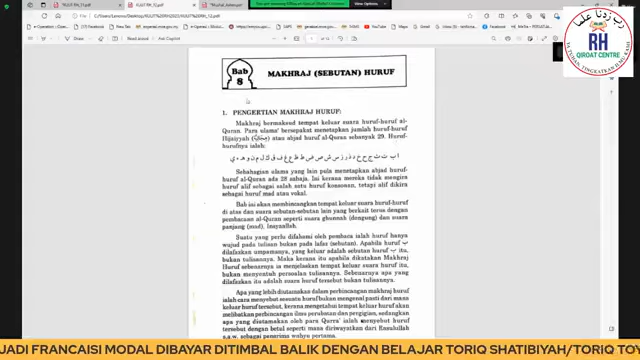 Bab 8
MAKHRAJ (SEBUTAN) HURUF
1. PENGERTIAN MAKHRAJ HURUF:
Makhraj bermaksud tempat keluar suara huruf-huruf al-
Quran. Para ulama' bersepakat menetapkan jumlah huruf-huruf
Hijaiyyah atau abjad huruf al-Quran sebanyak 29. Huruf-
hurufnya ialah:
ا ب ت ث ج ح خ د ذ ر ز س ش ص ض ط ظ ع غ ف ق ك ل م ن و ه ء ي
Sebahagian ulama yang lain pula menetapkan abjad huruf-
huruf al-Quran ada 28 sahaja. Ini kerana mereka tidak mengira
huruf alif sebagai salah satu huruf konsonan, tetapi alif dikira
sebagai huruf mad atau vokal.
Bab ini akan membincangkan tempat keluar suara huruf-huruf
di atas dan suara sebutan-sebutan lain yang berkait terus dengan
pembacaan al-Quran seperti suara ghunnah (dengung) dan suara
panjang (mad). Insyaallah.
Suatu yang perlu difahami oleh pembaca ialah huruf hanya
wujud pada tulisan bukan pada lafaz (sebutan). Apabila huruf ب
dilafazkan umpamanya, yang keluar adalah sebutan huruf ب itu,
bukan tulisannya. Maka kerana itu apabila dikatakan Makhraj
Huruf sebenarnya ia menjelaskan tempat keluar suara huruf itu,
bukan menyentuh persoalan tulisannya. Sebenarnya apa yang
dilafazkan itu adalah suara huruf tersebut bukan tulisannya.
Apa yang lebih diutamakan dalam perbincangan makhraj huruf
ialah cara menyebut sesuatu huruf bukan mengenal pasti dari mana
keluar huruf tersebut, kerana mengetahui tempat keluar huruf akan
melibatkan perbincangan ilmu perubatan dan pergigian, sedangkan
apa yang diutamakan oleh para Qurra' ialah menyebut huruf
tersebut dengan betul seperti mana diriwayatkan dari Rasulullah
s.a.w. sebagai penerima wahyu pertama.
رب زدنا علما
RH
QIROAT CENTRE
JADI FRANCAISI MODAL DIBAYAR DITIMBAL BALIK DENGAN BELAJAR TORIQ SHATIBIYAH/TORIQ TO